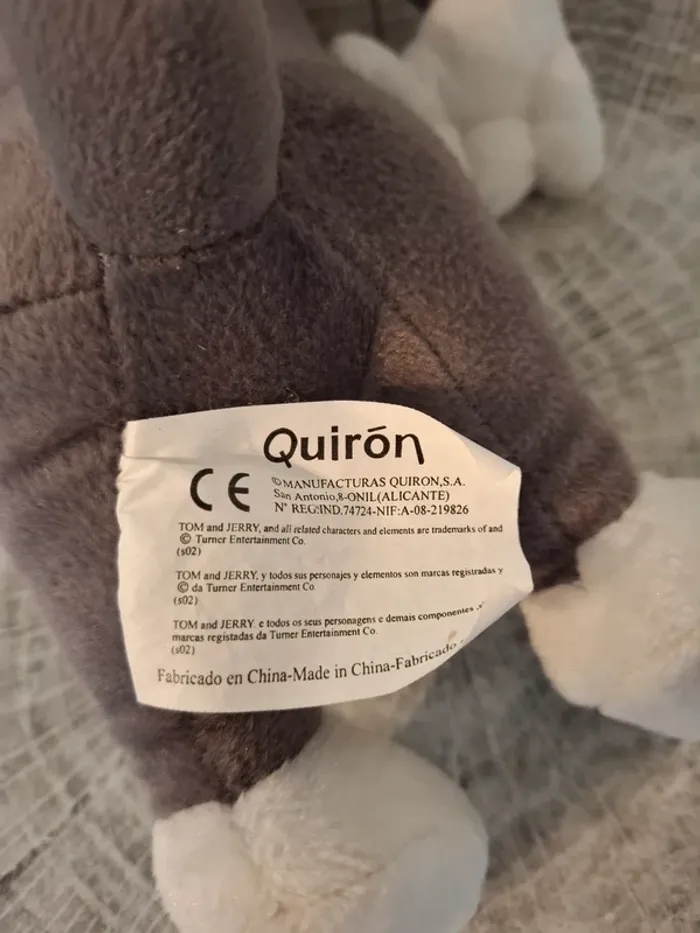 Quirón
CE
©MANUFACTURAS QUIRON,S.A.
San Antonio,8-ONIL(ALICANTE)
Nº REG:IND.74724-NIF:A-08-219826
TOM and JERRY, and all related characters and elements are trademarks of and
© Turner Entertainment Co.
(s02)
TOM and JERRY, y todos sus personajes y elementos son marcas registradas y
© da Turner Entertainment Co
(s02)
TOM and JERRY. e todos os seus personagens e demais componentes
marcas registadas da Turner Entertainment Co.
(s02)
Fabricado en China-Made in China-Fabricado